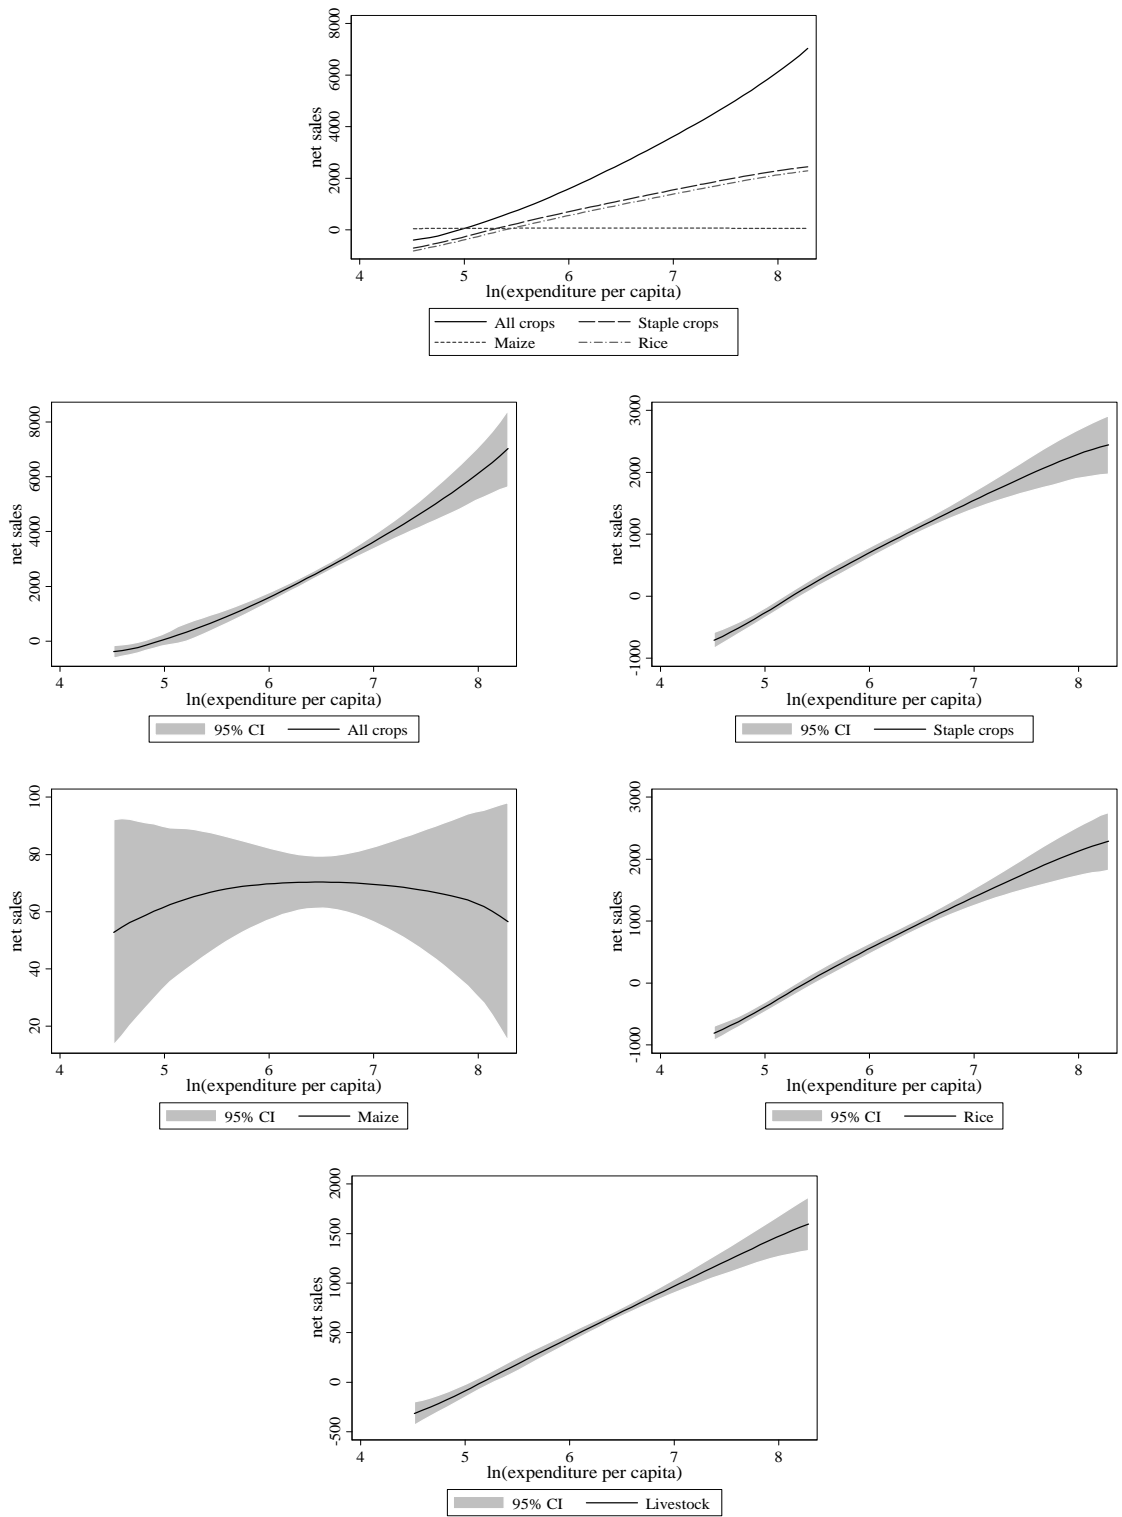 8000
6000
4000
2000
0
net sales
4 5 6 7 8
ln(expenditure per capita)
All crops Staple crops
Maize Rice
8000
6000
4000
2000
0
net sales
4 5 6 7 8
ln(expenditure per capita)
95% CI All crops
3000
2000
1000
0
-1000
net sales
4 5 6 7 8
ln(expenditure per capita)
95% CI Staple crops
100
80
60
40
20
net sales
4 5 6 7 8
ln(expenditure per capita)
95% CI Maize
3000
2000
1000
0
-1000
net sales
4 5 6 7 8
ln(expenditure per capita)
95% CI Rice
2000
1500
1000
500
0
-500
net sales
4 5 6 7 8
ln(expenditure per capita)
95% CI Livestock